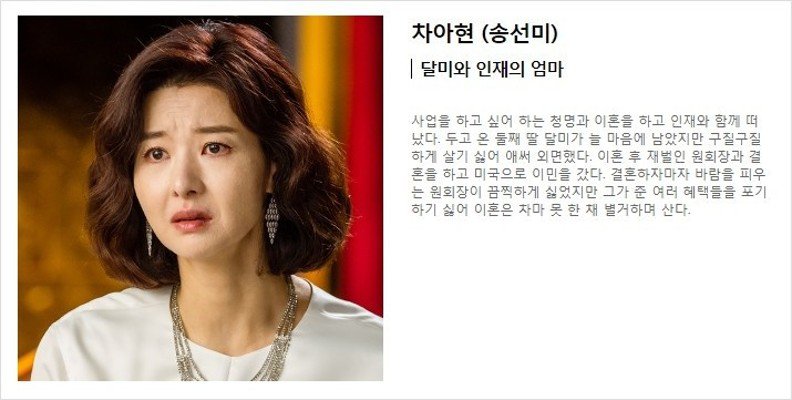 차아현 (송선미)
달미와 인재의 엄마
사업을 하고 싶어 하는 청명과 이혼을 하고 인재와 함께 떠
났다. 두고 온 둘째 딸 달미가 늘 마음에 남았지만 구질구질
하게 살기 싫어 애써 외면했다. 이혼 후 재벌인 원회장과 결
혼을 하고 미국으로 이민을 갔다. 결혼하자마자 바람을 피우
는 원회장이 끔찍하게 싫었지만 그가 준 여러 혜택들을 포기
하기 싫어 이혼은 차마 못 한 채 별거하며 산다.